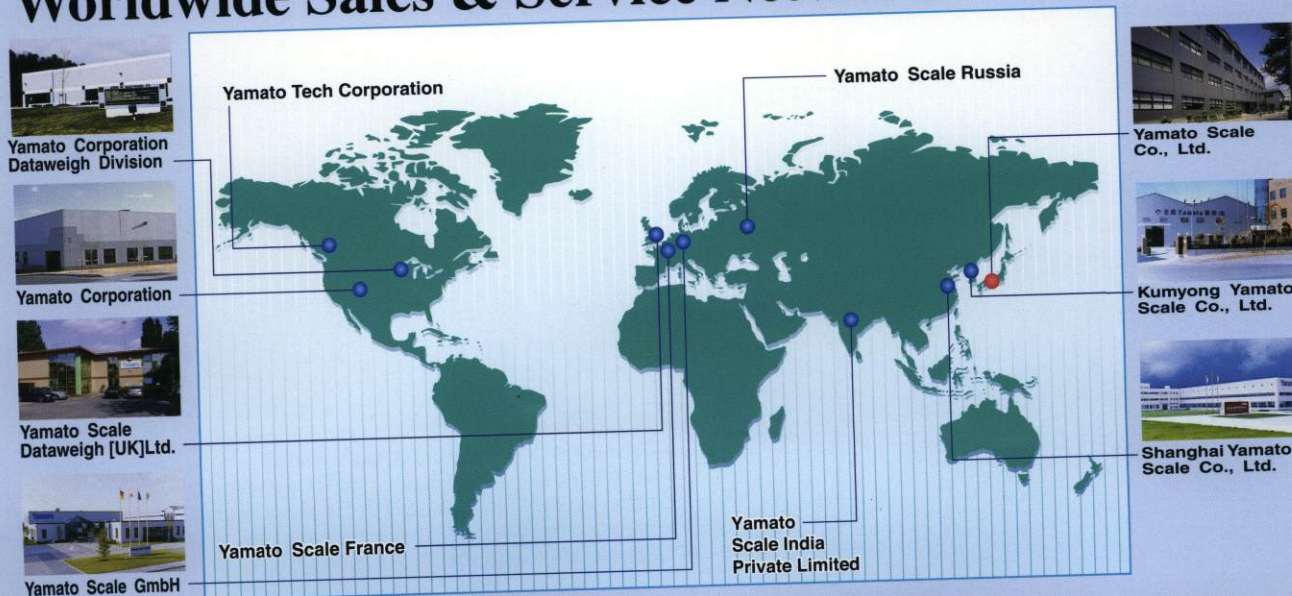 Worldwide Sales & Service
Yamato Tech Corporation
Yamato Scale Russia
Yamato Corporation
Dataweigh Division
Yamato Corporation
Yamato Scale
Dataweigh [UK]Ltd.
Yamato Scale GmbH
Yamato Scale France
Yamato
Scale India
Private Limited
Yamato Scale
Co., Ltd.
Kumyong Yamato
Scale Co., Ltd.
Shanghai Yamato
Scale Co., Ltd.